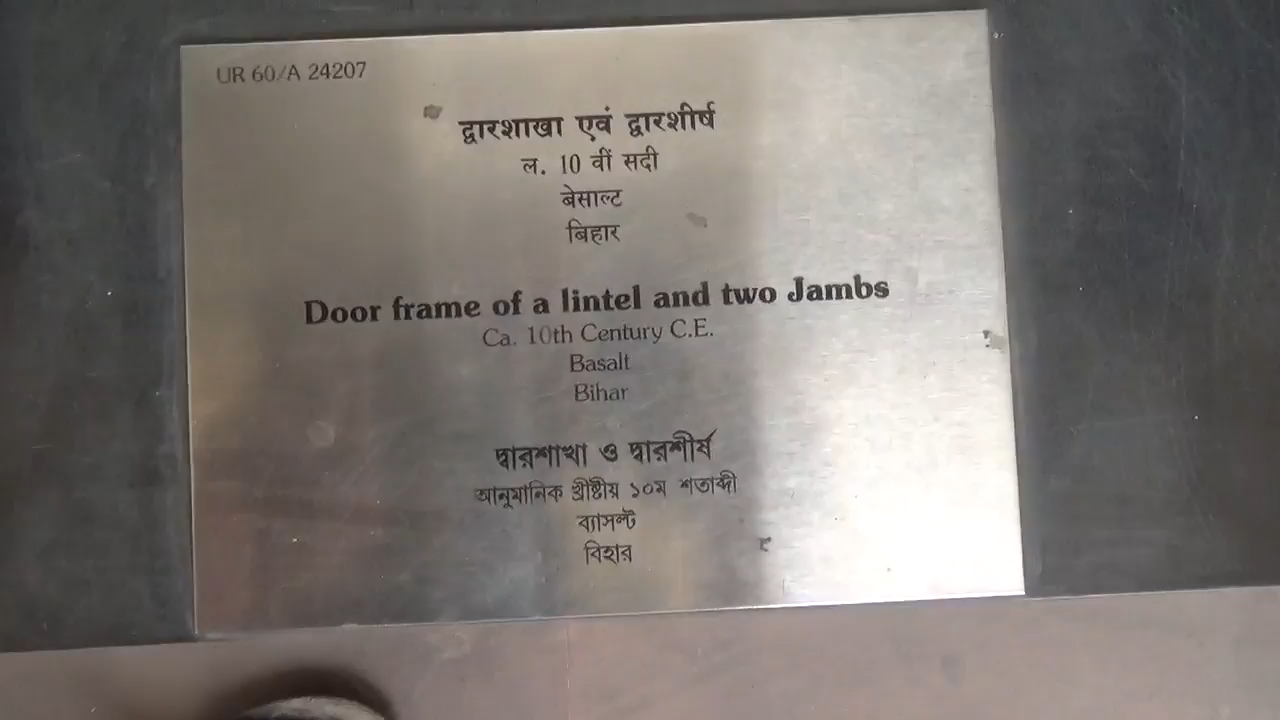 UR 60/A 24207
द्वारशाखा एवं द्वारशीर्ष
ल. 10 वीं सदी
बेसाल्ट
बिहार
Door frame of a lintel and two Jambs
Ca. 10th Century C.E.
Basalt
Bihar
দ্বারশাখা ও দ্বারশীর্ষ
আনুমানিক খ্রীষ্টীয় ১০ম শতাব্দী
ব্যাসল্ট
বিহার